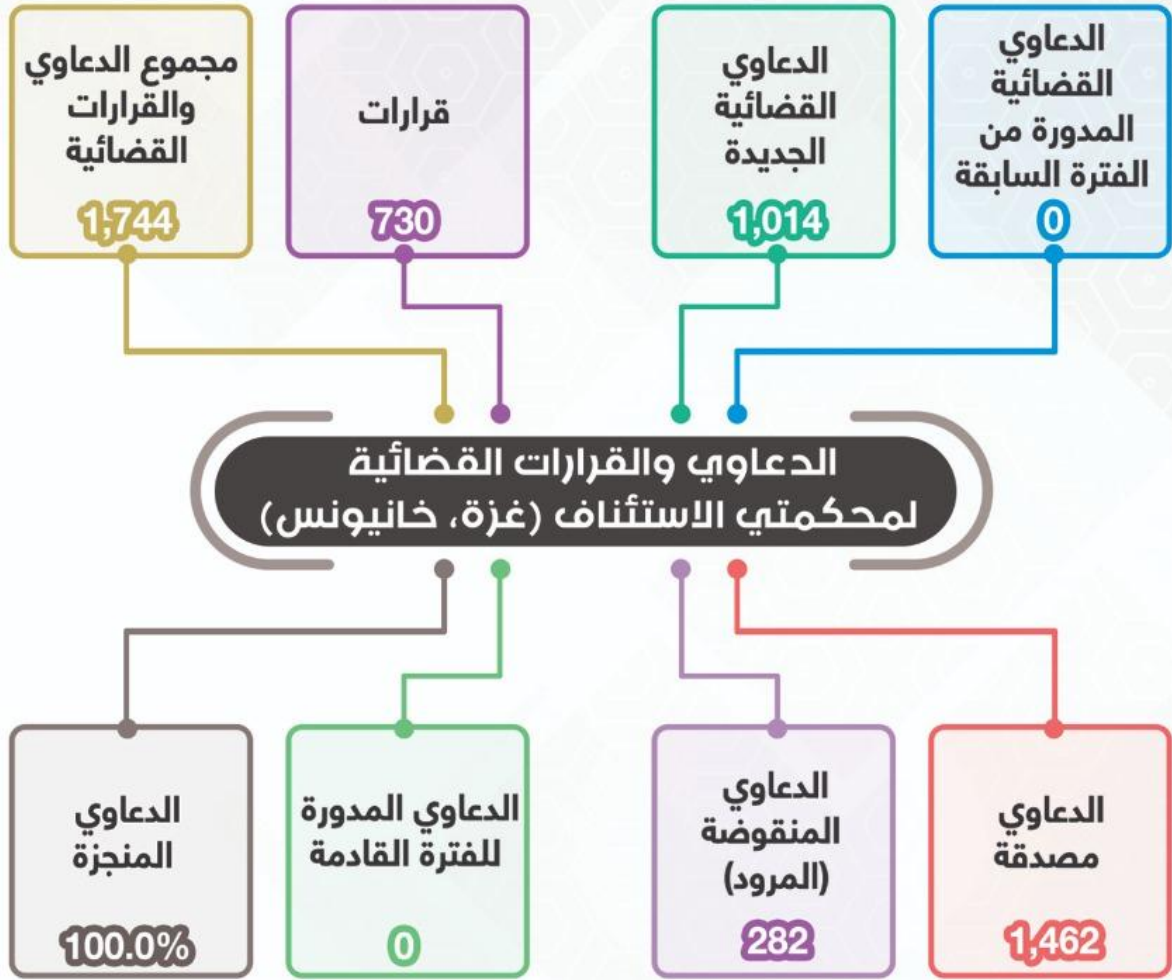 الدعاوي
القضائية
المدورة من
الفترة السابقة
0
الدعاوي
القضائية
الجديدة
1,014
قرارات
730
مجموع الدعاوي
والقرارات
القضائية
1,744
الدعاوي والقرارات القضائية
لمحكمتي الاستئناف (غزة، خانيونس)
الدعاوي
مصدقة
1,462
الدعاوي
المنقوضة
(المرود)
282
الدعاوي المدورة
للفترة القادمة
0
الدعاوي
المنجزة
100.0%